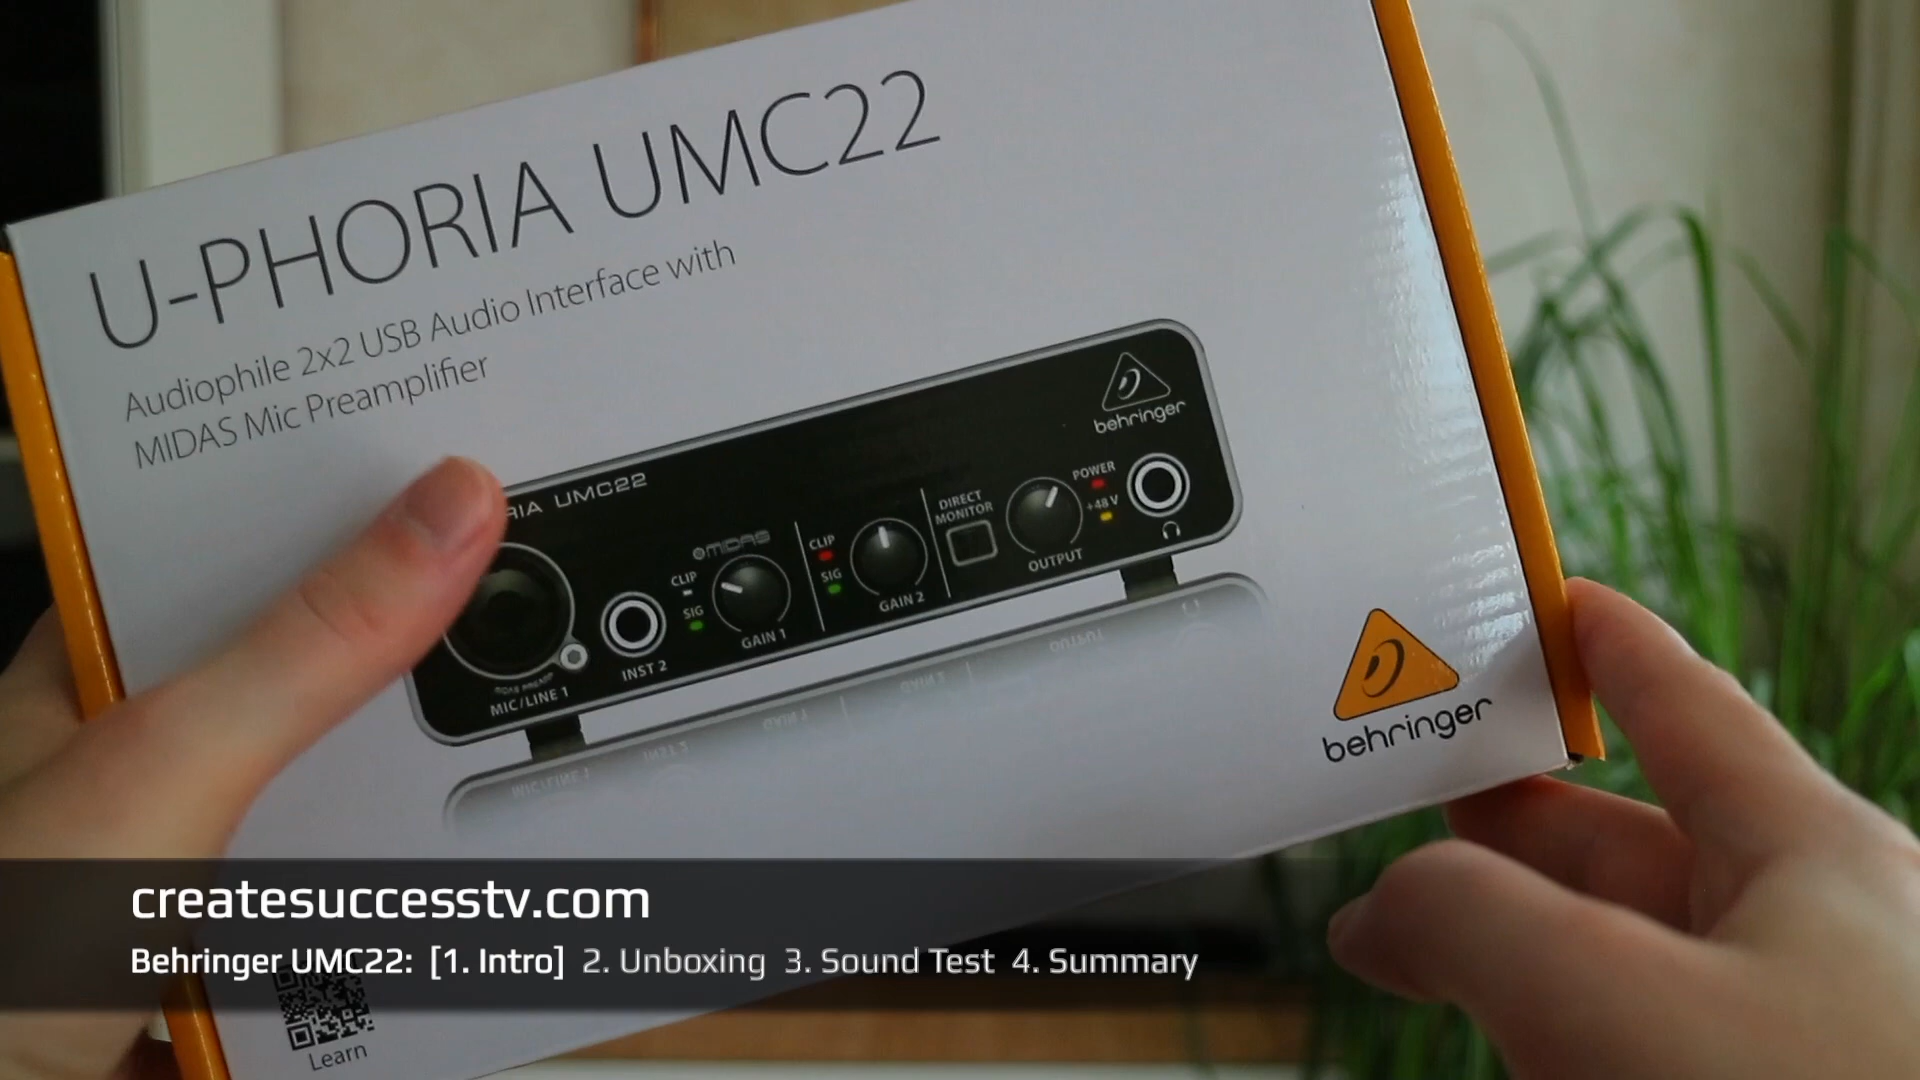 U-PHORIA UMC22
Audiophile 2x2 USB Audio Interface with
MIDAS Mic Preamplifier
behringer
RIA UMC22
MIDAS
CLIP
SIG
GAIN 1
CLIP
SIG
GAIN 2
DIRECT
MONITOR
POWER
+48 V
OUTPUT
INST 2
MIC/LINE 1
behringer
createsuccesstv.com
Behringer UMC22: [1. Intro] 2. Unboxing 3. Sound Test 4. Summary
Learn